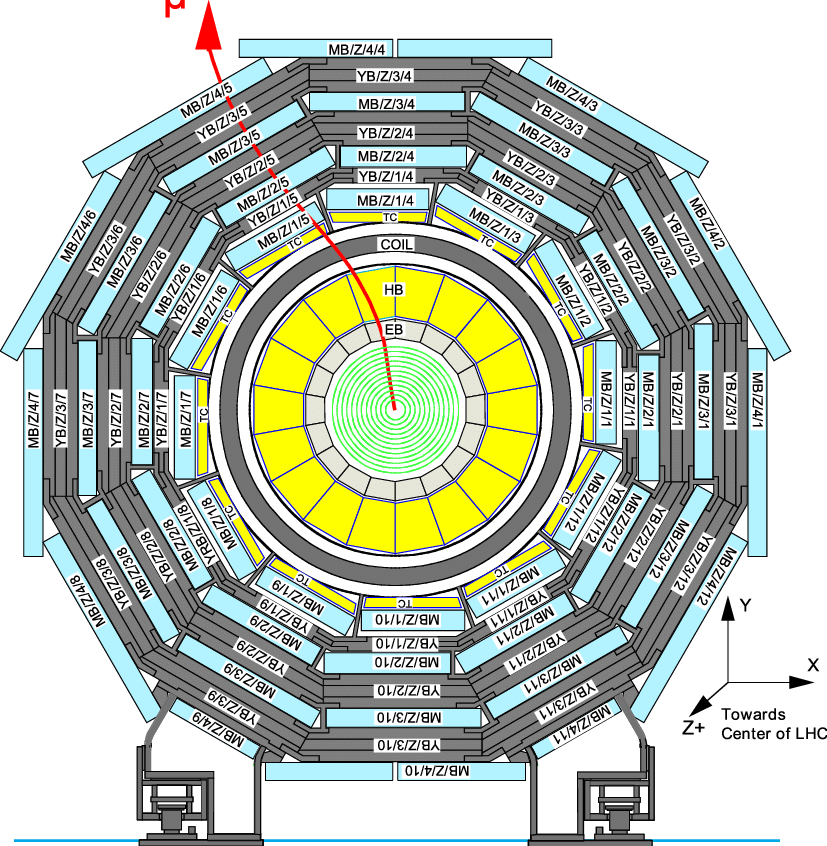 μ
MB/Z/4/4
YB/Z/3/4
MB/Z/3/4
YB/Z/2/4
MB/Z/2/4
YB/Z/1/4
MB/Z/1/4
TC
MB/Z/4/5
YB/Z/3/5
MB/Z/3/5
YB/Z/2/5
MB/Z/2/5
YB/Z/1/5
MB/Z/1/5
TC
MB/Z/4/3
YB/Z/3/3
MB/Z/3/3
YB/Z/2/3
MB/Z/2/3
YB/Z/1/3
MB/Z/1/3
TC
COIL
HB
EB
MB/Z/4/6
YB/Z/3/6
MB/Z/3/6
YB/Z/2/6
MB/Z/2/6
YB/Z/1/6
MB/Z/1/6
TC
MB/Z/4/2
YB/Z/3/2
MB/Z/3/2
YB/Z/2/2
MB/Z/2/2
YB/Z/1/2
MB/Z/1/2
TC
MB/Z/4/7
YB/Z/3/7
MB/Z/3/7
YB/Z/2/7
MB/Z/2/7
YB/Z/1/7
MB/Z/1/7
TC
TC
MB/Z/1/1
YB/Z/1/1
MB/Z/2/1
YB/Z/2/1
MB/Z/3/1
YB/Z/3/1
MB/Z/4/1
MB/Z/4/8
YB/Z/3/8
MB/Z/3/8
YB/Z/2/8
MB/Z/2/8
YRB/Z/1/8
MB/Z/1/8
TC
TC
MB/Z/1/12
YB/Z/1/12
MB/Z/2/12
YB/Z/2/12
MB/Z/3/12
YB/Z/3/12
MB/Z/4/12
TC
MB/Z/1/9
YB/Z/1/9
MB/Z/2/9
YB/Z/2/9
MB/Z/3/9
YB/Z/3/9
MB/Z/4/9
TC
MB/Z/1/11
YB/Z/1/11
MB/Z/2/11
YB/Z/2/11
MB/Z/3/11
YB/Z/3/11
MB/Z/4/11
TC
MB/Z/1/10
YB/Z/1/10
MB/Z/2/10
YB/Z/2/10
MB/Z/3/10
YB/Z/3/10
MB/Z/4/10
Y
X
Z+
Towards
Center of LHC